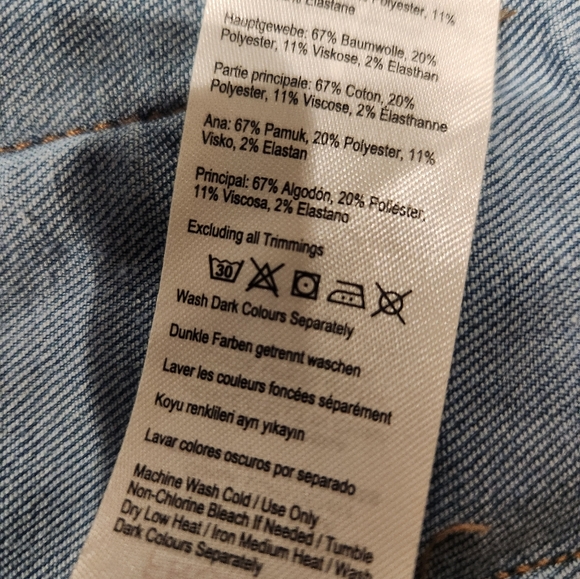 Polyester, 11%
Elastane
Hauptgewebe: 67% Baumwolle, 20%
Polyester, 11% Viskose, 2% Elasthan
Partie principale: 67% Coton, 20%
Polyester, 11% Viscose, 2% Élasthanne
Ana: 67% Pamuk, 20% Polyester, 11%
Visko, 2% Elastan
Principal: 67% Algodón, 20% Poliéster,
11% Viscosa, 2% Elastano
Excluding all Trimmings
30
Wash Dark Colours Separately
Dunkle Farben getrennt waschen
Laver les couleurs foncées séparément
Koyu renklileri ayrı yıkayın
Lavar colores oscuros por separado
Machine Wash Cold / Use Only
Non-Chlorine Bleach If Needed / Tumble
Dry Low Heat / Iron Medium Heat / Wash
Dark Colours Separately